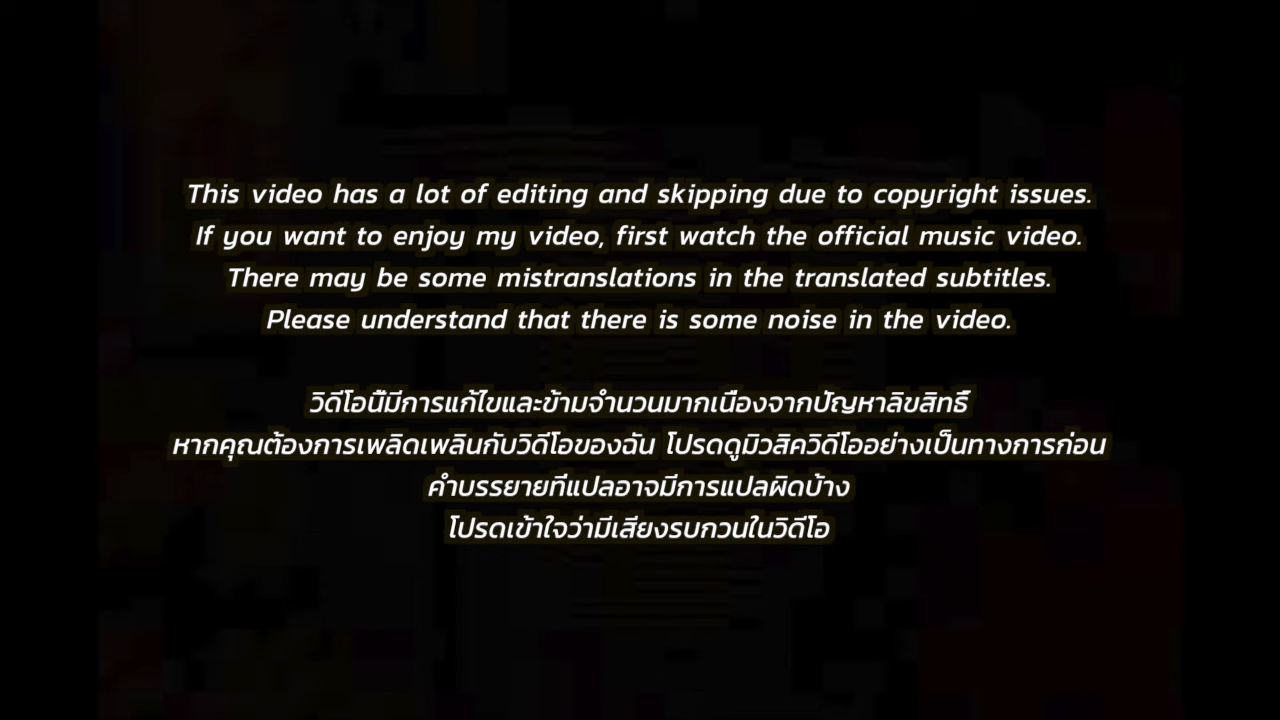 This video has a lot of editing and skipping due to copyright issues.
If you want to enjoy my video, first watch the official music video.
There may be some mistranslations in the translated subtitles.
Please understand that there is some noise in the video.
วิดีโอนี้มีการแก้ไขและข้ามจำนวนมากเนื่องจากปัญหาลิขสิทธิ์
หากคุณต้องการเพลิดเพลินกับวิดีโอของฉัน โปรดดูมิวสิควิดีโออย่างเป็นทางการก่อน
คำบรรยายที่แปลอาจมีการแปลผิดบ้าง
โปรดเข้าใจว่ามีเสียงรบกวนในวิดีโอ